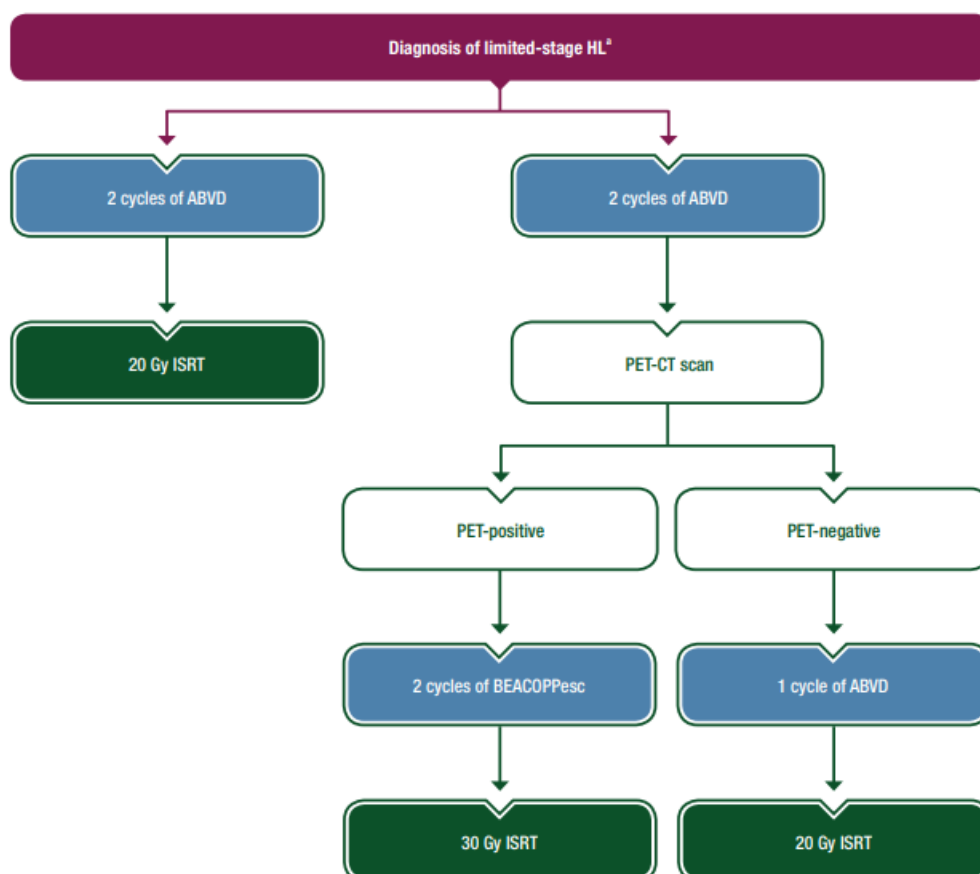 Diagnosis of limited-stage HLª
2 cycles of ABVD
2 cycles of ABVD
20 Gy ISRT
PET-CT scan
PET-positive
PET-negative
2 cycles of BEACOPPesc
1 cycle of ABVD
30 Gy ISRT
20 Gy ISRT